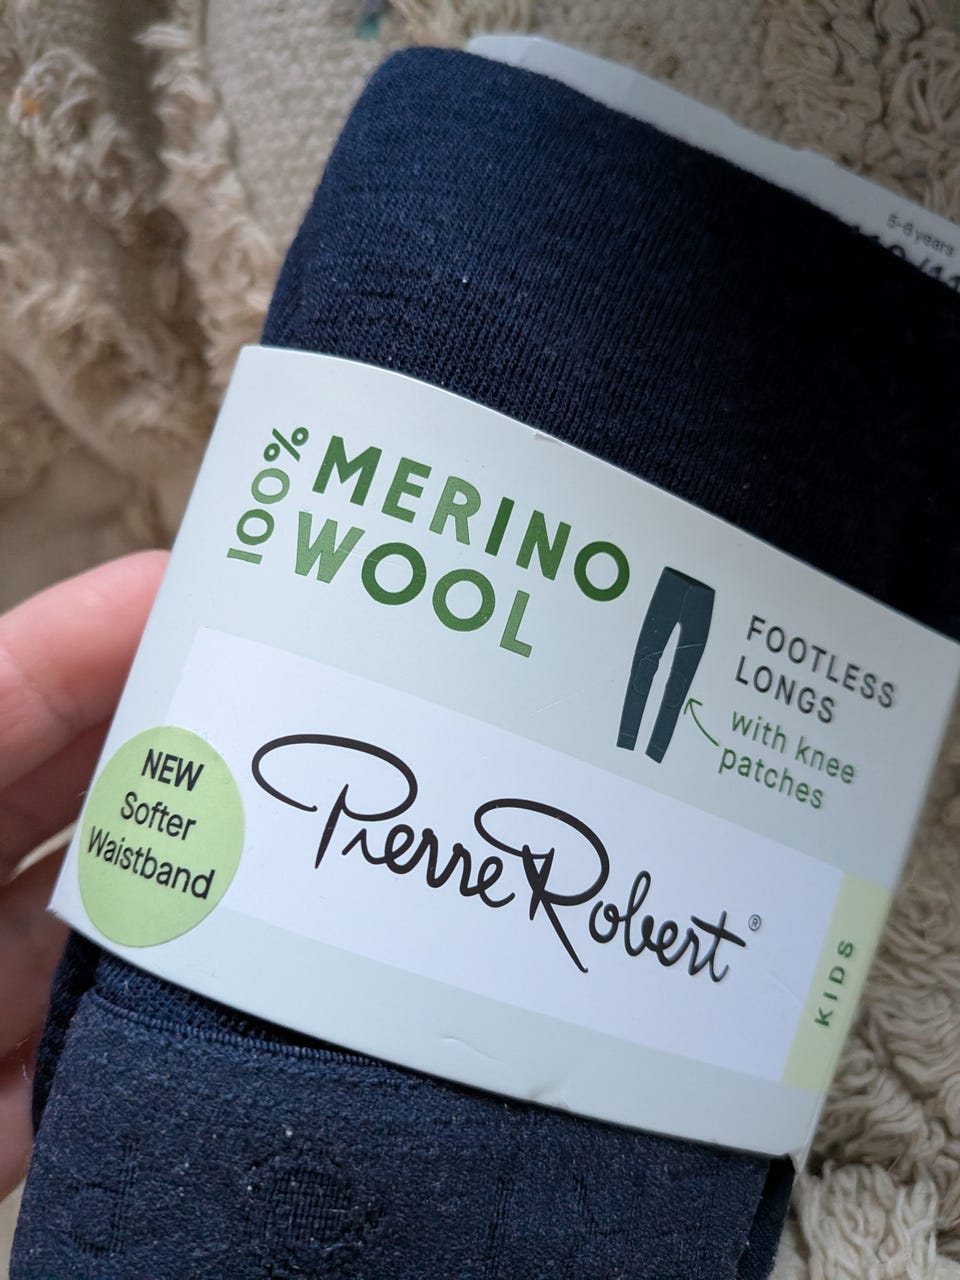 5-6 years
100% MERINO
WOOL
FOOTLESS
LONGS
with knee
patches
NEW
Softer
Waistband
Pierre Robert®
KIDS